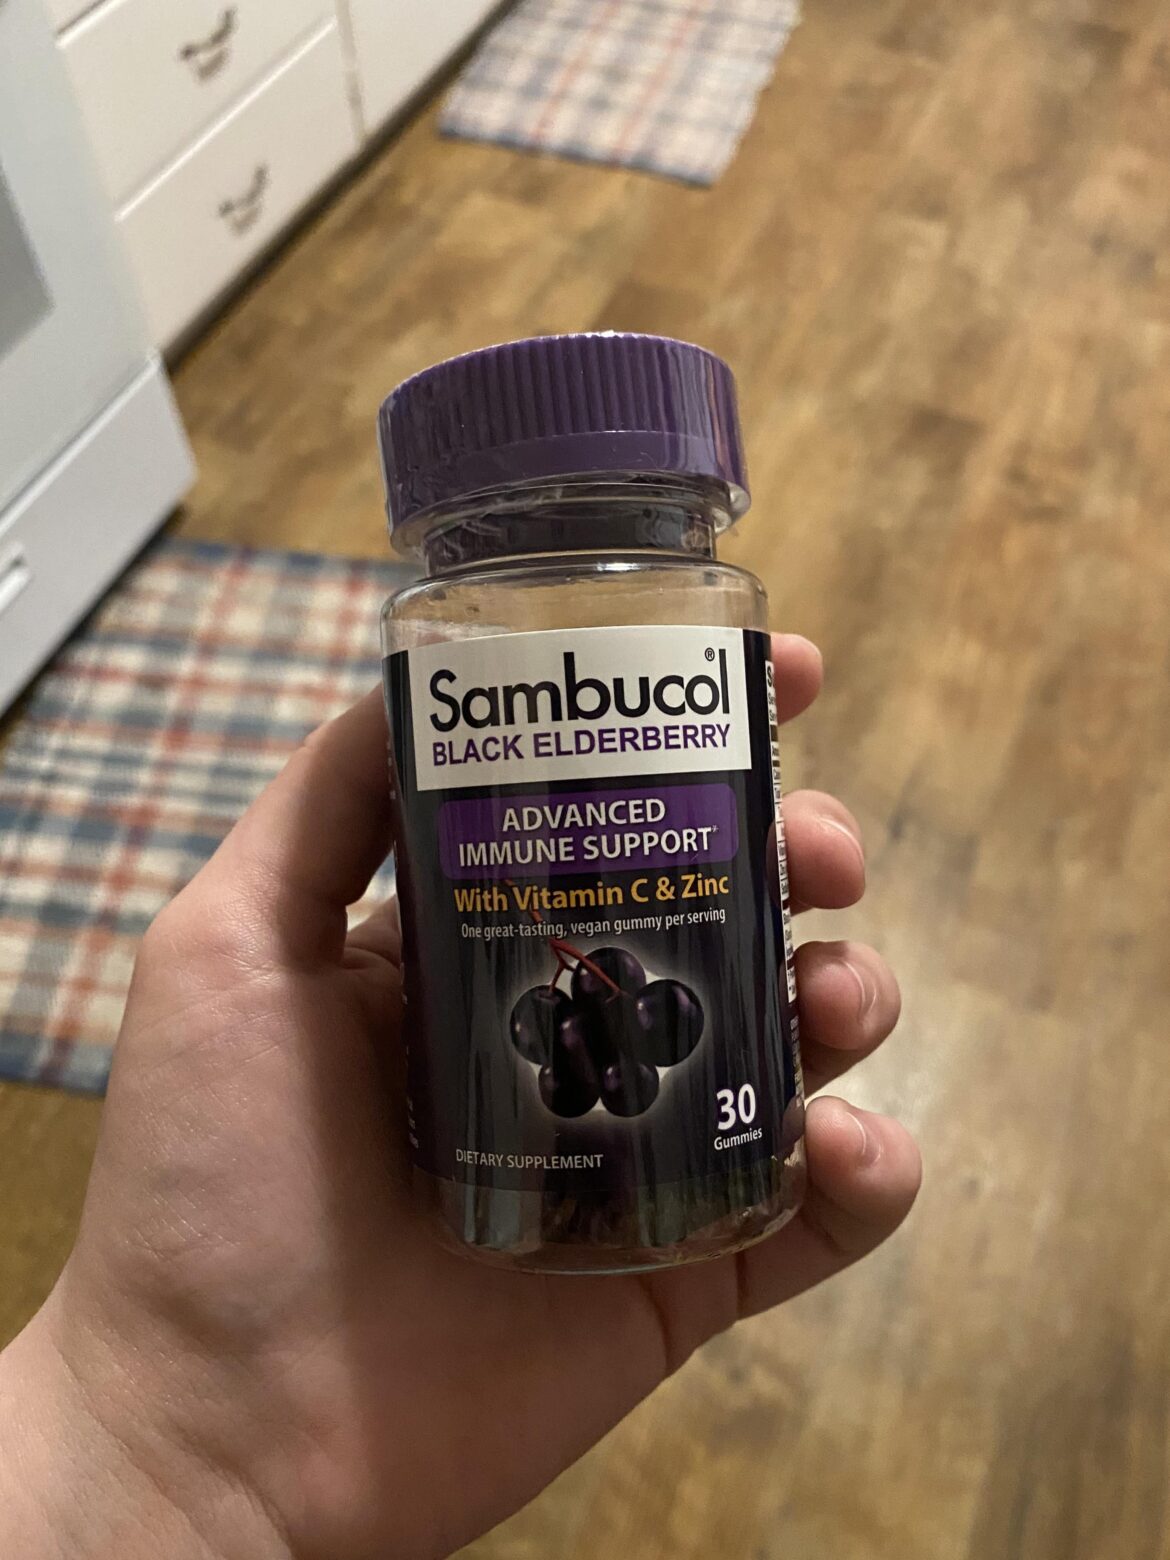 Sambucol®
BLACK ELDERBERRY
ADVANCED
IMMUNE SUPPORT*
With Vitamin C & Zinc
One great-tasting, vegan gummy per serving
30
Gummies
DIETARY SUPPLEMENT